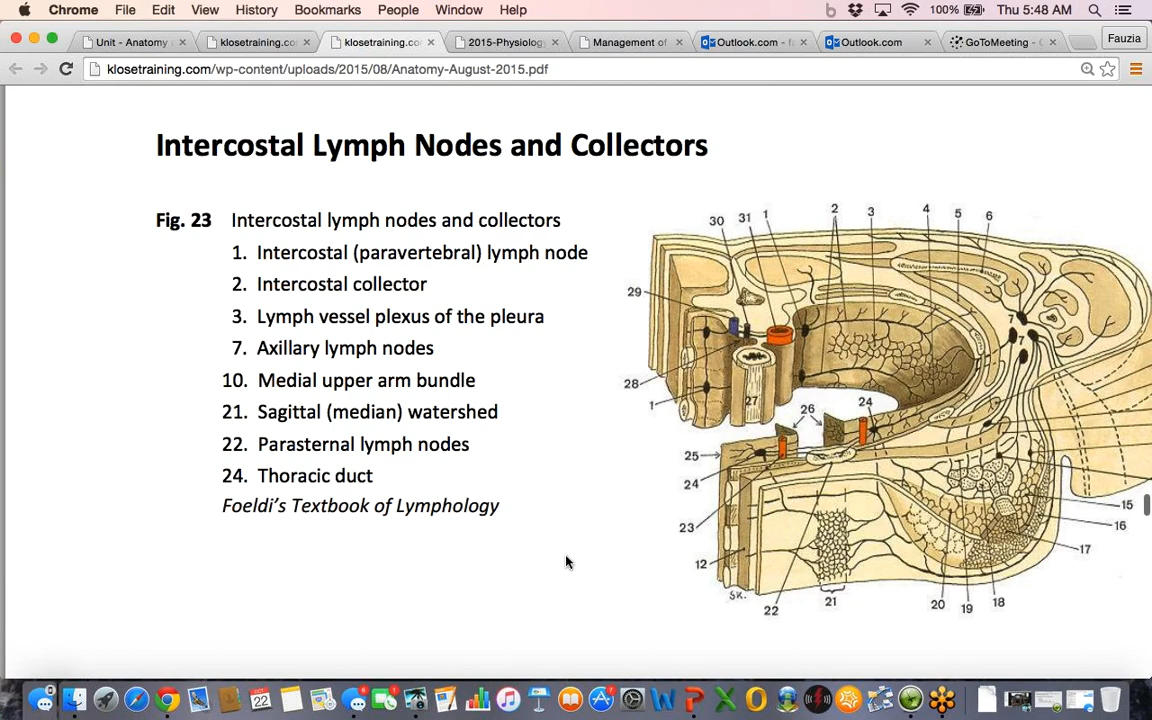 Chrome File Edit View History Bookmarks People Window Help 100% Thu 5:48 AM
Unit - Anatomy klosetraining.co klosetraining.co 2015-Physiology Management of Outlook.com - Outlook.com GoToMeeting - Fauzia
klosetraining.com/wp-content/uploads/2015/08/Anatomy-August-2015.pdf
Intercostal Lymph Nodes and Collectors
Fig. 23 Intercostal lymph nodes and collectors
1. Intercostal (paravertebral) lymph node
2. Intercostal collector
3. Lymph vessel plexus of the pleura
7. Axillary lymph nodes
10. Medial upper arm bundle
21. Sagittal (median) watershed
22. Parasternal lymph nodes
24. Thoracic duct
Foeldi's Textbook of Lymphology
30 31 1 2 3 4 5 6
29
7
7
28
1
27
26 24
25
24
23
12
SK.
22 21 20 19 18
15
16
17
OCT
22